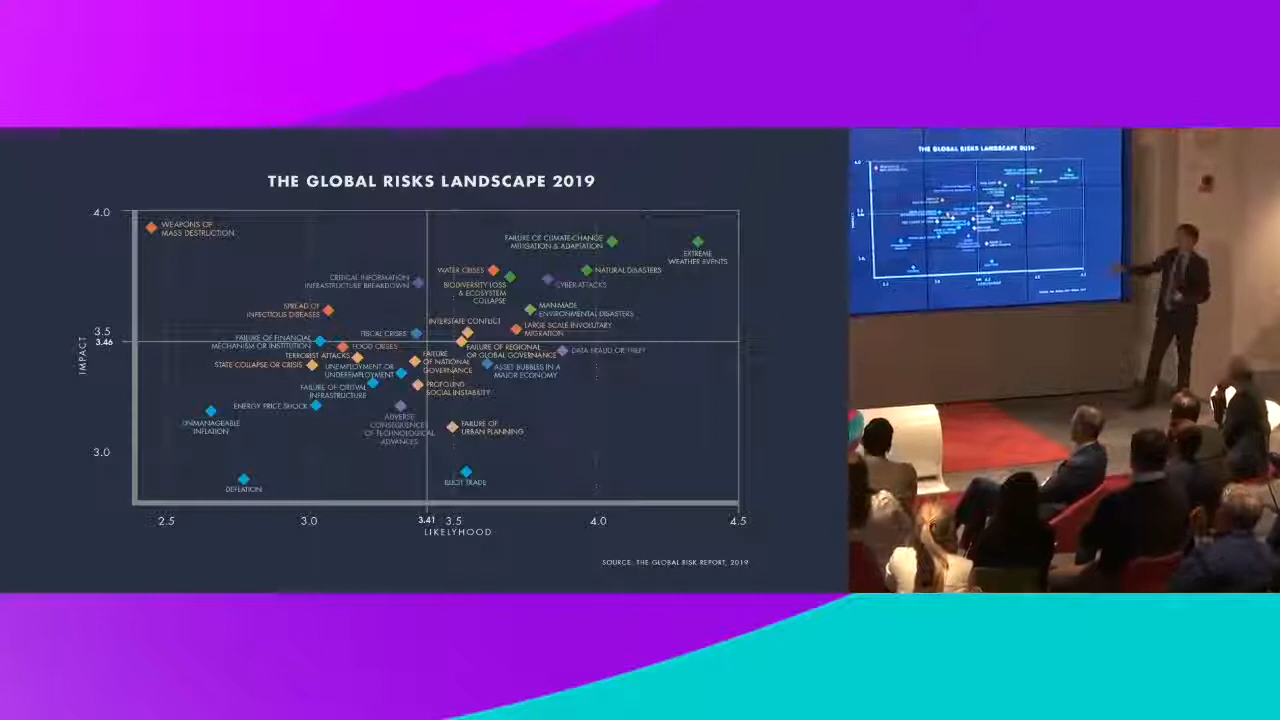 THE GLOBAL RISKS LANDSCAPE 2019
4.0
WEAPONS OF
MASS DESTRUCTION
FAILURE OF CLIMATE-CHANGE
MITIGATION & ADAPTATION
EXTREME
WEATHER EVENTS
CRITICAL INFORMATION
INFRASTRUCTURE BREAKDOWN
WATER CRISES
NATURAL DISASTERS
BIODIVERSITY LOSS
& ECOSYSTEM
COLLAPSE
CYBER-ATTACKS
SPREAD OF
INFECTIOUS DISEASES
MAN-MADE
ENVIRONMENTAL DISASTERS
INTERSTATE CONFLICT
LARGE SCALE INVOLUTARY
MIGRATION
3.5
FISCAL CRISES
FAILURE OF FINANCIAL
MECHANISM OR INSTITUTION
3.46
IMPACT
FOOD CRISES
FAILURE OF REGIONAL
OR GLOBAL GOVERNANCE
DATA FRAUD OR THEFT
TERRORIST ATTACKS
STATE COLLAPSE OR CRISIS
UNEMPLOYMENT OR
UNDEREMPLOYMENT
FAILURE
OF NATIONAL
GOVERNANCE
ASSET BUBBLES IN A
MAJOR ECONOMY
FAILURE OF CRITIVAL
INFRASTRUCTURE
PROFOUND
SOCIAL INSTABILITY
ENERGY PRICE SHOCK
UNMANAGEABLE
INFLATION
ADVERSE
CONSEQUENCES
OF TECHNOLOGICAL
ADVANCES
FAILURE OF
URBAN PLANNING
3.0
DEFLATION
ILLICIT TRADE
2.5
3.0
3.41
3.5
4.0
4.5
LIKELYHOOD
SOURCE: THE GLOBAL RISK REPORT, 2019
THE GLOBAL RISKS LANDSCAPE 2019